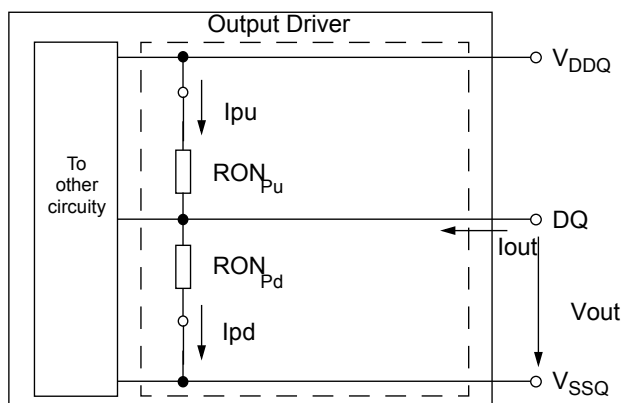 Output Driver
VDDQ
Ipu
To
other
circuity
RONPu
DQ
Iout
RONPd
Vout
Ipd
VSSQ